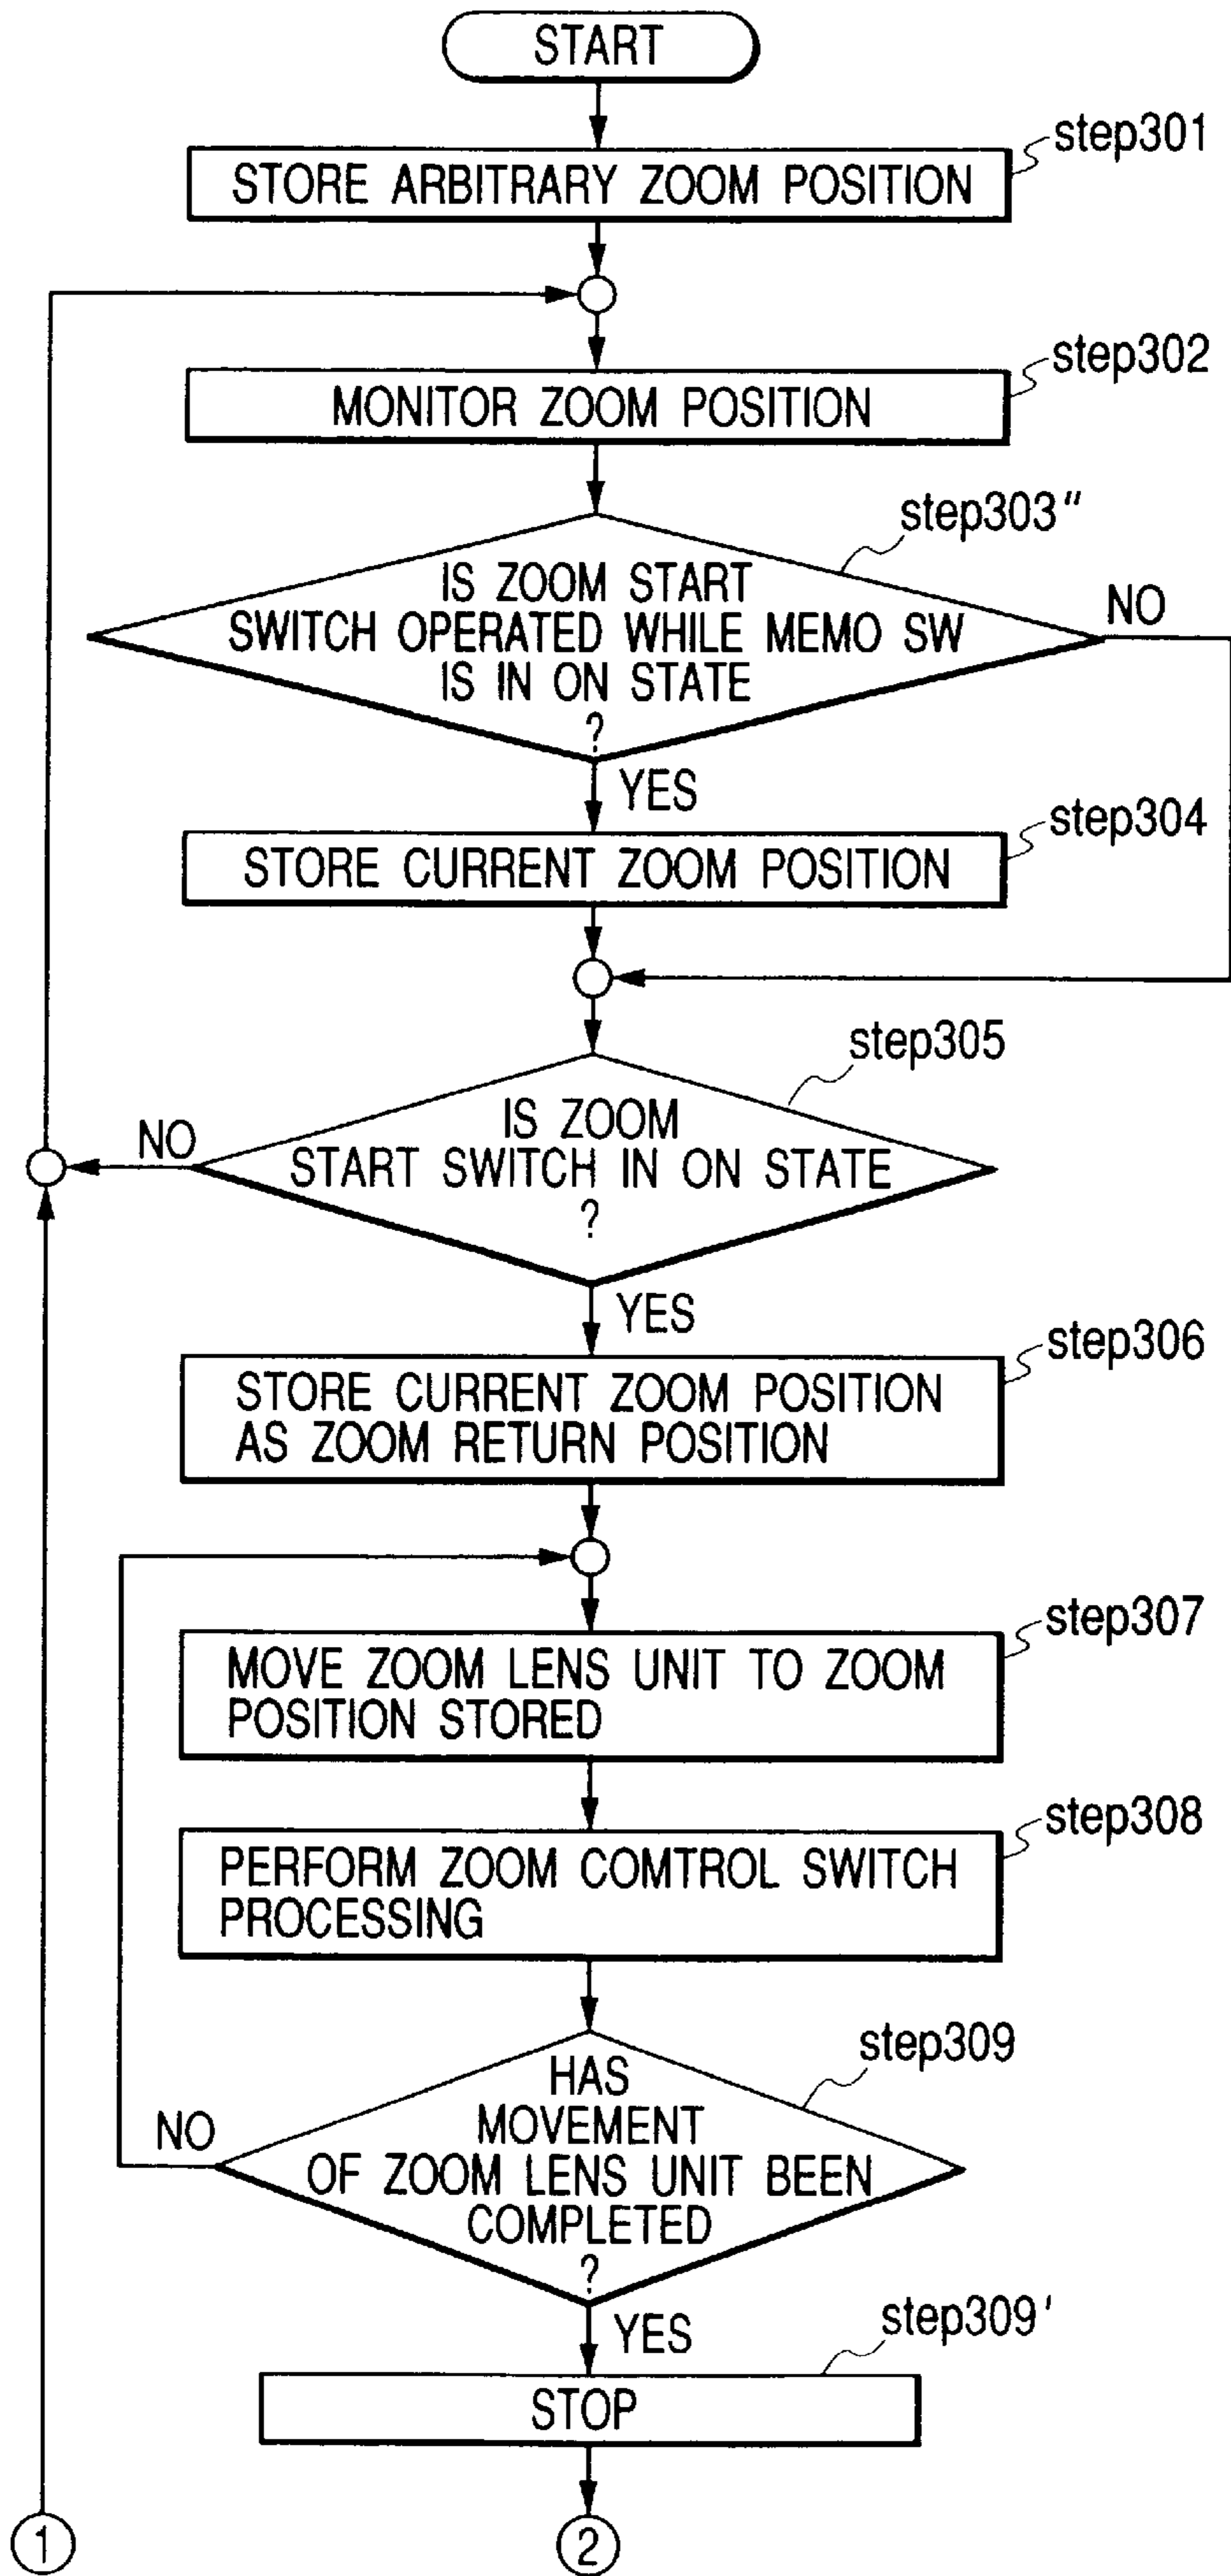 START
step301
STORE ARBITRARY ZOOM POSITION
step302
MONITOR ZOOM POSITION
step303"
IS ZOOM START
SWITCH OPERATED WHILE MEMO SW
IS IN ON STATE
?
NO
YES
step304
STORE CURRENT ZOOM POSITION
step305
IS ZOOM
START SWITCH IN ON STATE
?
NO
YES
step306
STORE CURRENT ZOOM POSITION
AS ZOOM RETURN POSITION
step307
MOVE ZOOM LENS UNIT TO ZOOM
POSITION STORED
step308
PERFORM ZOOM COMTROL SWITCH
PROCESSING
step309
HAS
MOVEMENT
OF ZOOM LENS UNIT BEEN
COMPLETED
?
NO
YES
step309'
STOP
1
2